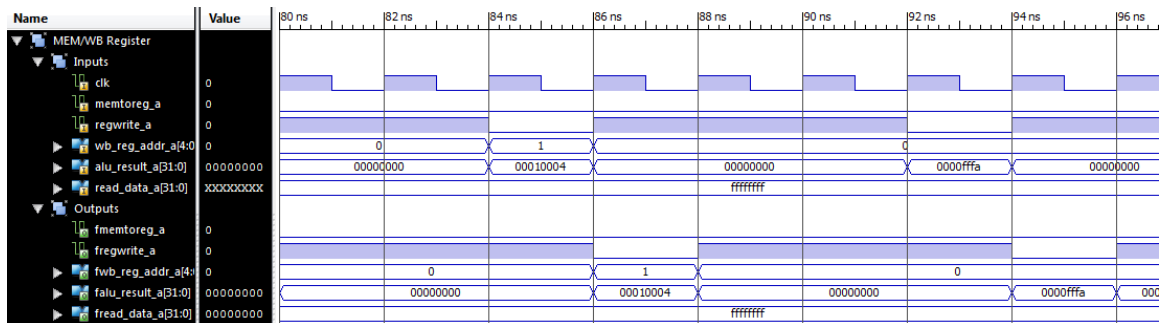 Name Value 80 ns 82 ns 84 ns 86 ns 88 ns 90 ns 92 ns 94 ns 96 ns
MEM/WB Register
Inputs
clk 0
memtoreg_a 0
regwrite_a 0
wb_reg_addr_a[4:0 0 0 1 0
alu_result_a[31:0] 00000000 00000000 00010004 00000000 0000fffa 00000000
read_data_a[31:0] XXXXXXXX ffffffff
Outputs
fmemtoreg_a 0
fregwrite_a 0
fwb_reg_addr_a[4: 0 0 1 0
falu_result_a[31:0] 00000000 00000000 00010004 00000000 0000fffa 000
fread_data_a[31:0] 00000000 ffffffff